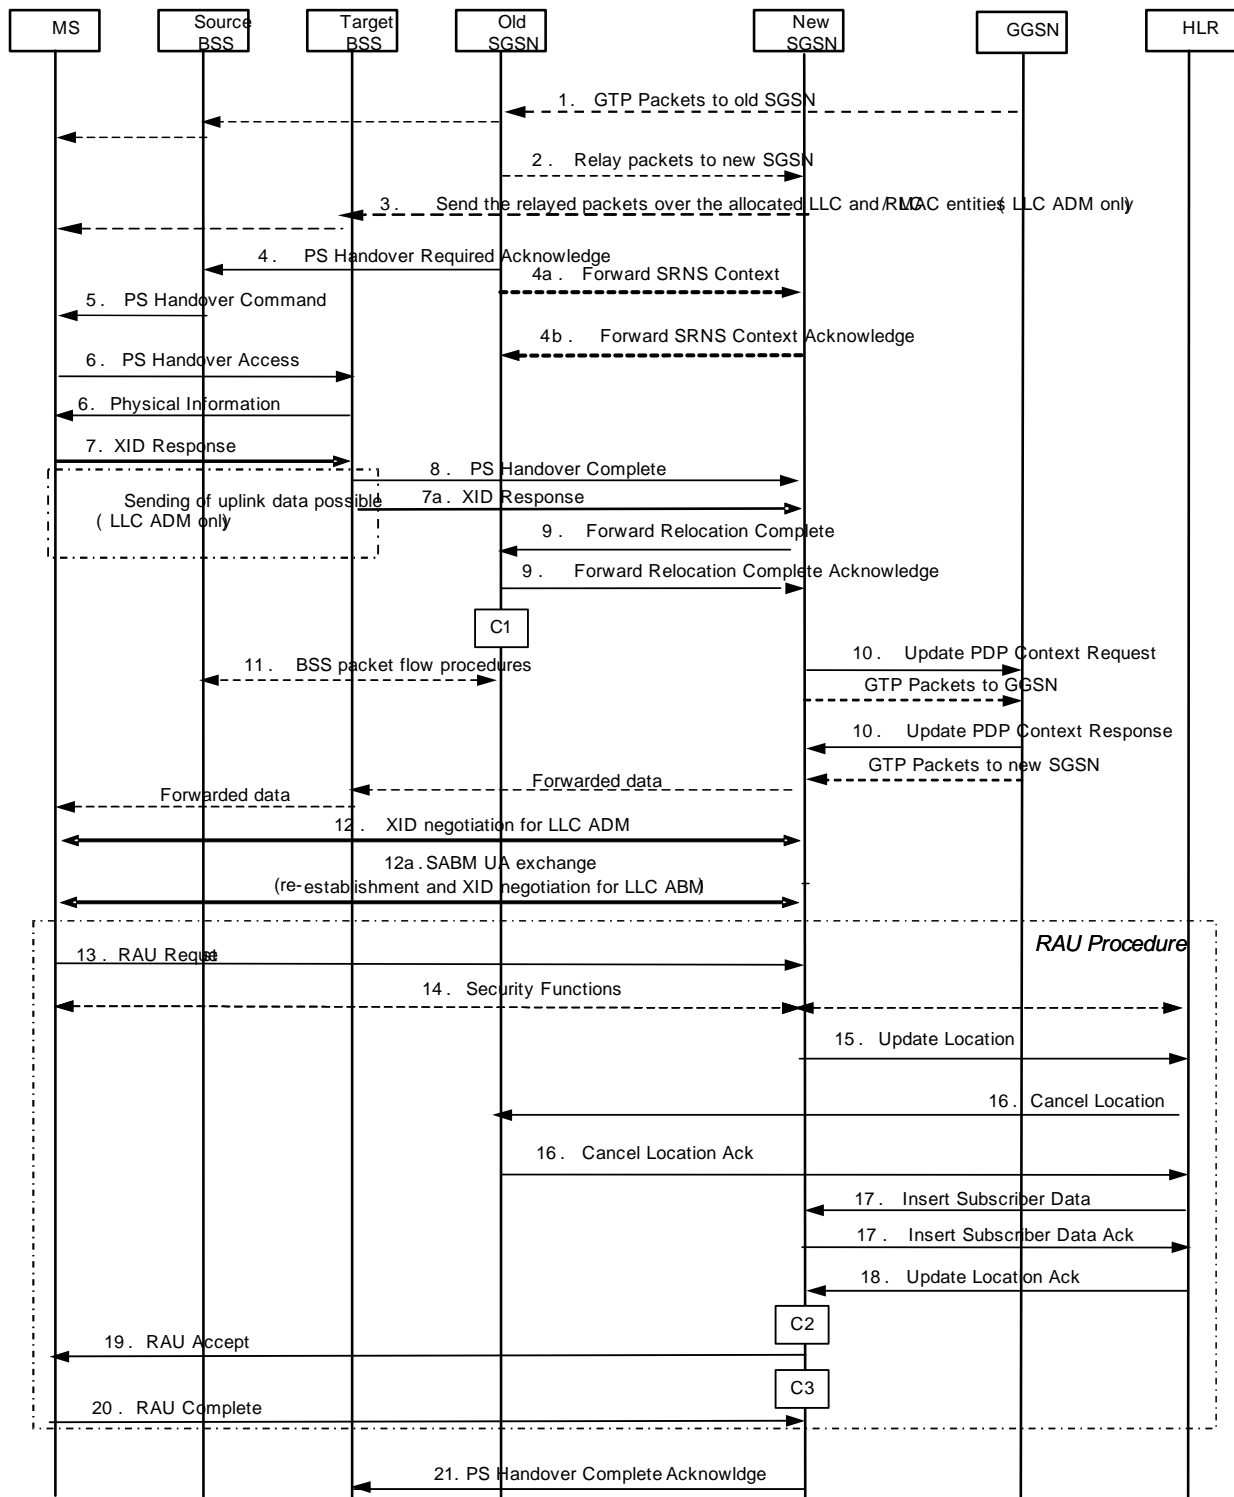 MS
Source
BSS
Target
BSS
Old
SGSN
New
SGSN
GGSN
HLR
1. GTP Packets to old SGSN
2. Relay packets to new SGSN
3. Send the relayed packets over the allocated LLC and RLC/MAC entities (LLC ADM only)
4. PS Handover Required Acknowledge
4a. Forward SRNS Context
5. PS Handover Command
4b. Forward SRNS Context Acknowledge
6. PS Handover Access
6. Physical Information
7. XID Response
8. PS Handover Complete
Sending of uplink data possible
(LLC ADM only)
7a. XID Response
9. Forward Relocation Complete
9. Forward Relocation Complete Acknowledge
C1
11. BSS packet flow procedures
10. Update PDP Context Request
GTP Packets to GGSN
10. Update PDP Context Response
GTP Packets to new SGSN
Forwarded data
Forwarded data
12. XID negotiation for LLC ADM
12a. SABM UA exchange
(re-establishment and XID negotiation for LLC ABM)
RAU Procedure
13. RAU Request
14. Security Functions
15. Update Location
16. Cancel Location
16. Cancel Location Ack
17. Insert Subscriber Data
17. Insert Subscriber Data Ack
18. Update Location Ack
C2
19. RAU Accept
C3
20. RAU Complete
21. PS Handover Complete Acknowldge